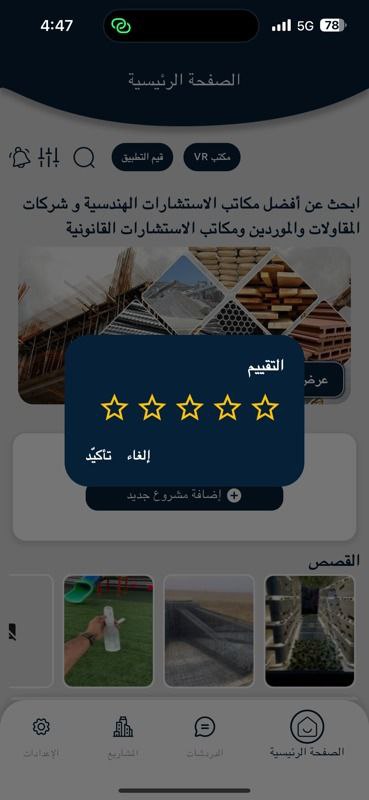 4:47
5G
78
الصفحة الرئيسية
مكتب VR
قيم التطبيق
ابحث عن أفضل مكاتب الاستشارات الهندسية و شركات
المقاولات والموردين ومكاتب الاستشارات القانونية
التقييم
عرض
إلغاء
تأكيّد
إضافة مشروع جديد
القصص
الصفحة الرئيسية
الدردشات
المشاريع
الإعدادات